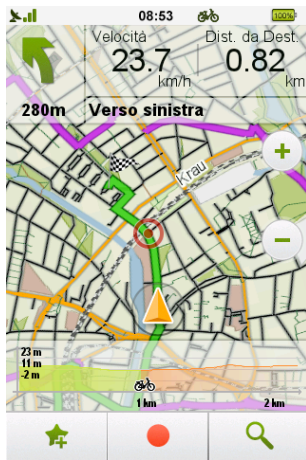 08:53
100%
Velocità
Dist. da Dest.
23.7
0.82
km/h
km
280m
Verso sinistra
Krau
+
−
23 m
11 m
-2 m
1 km
2 km